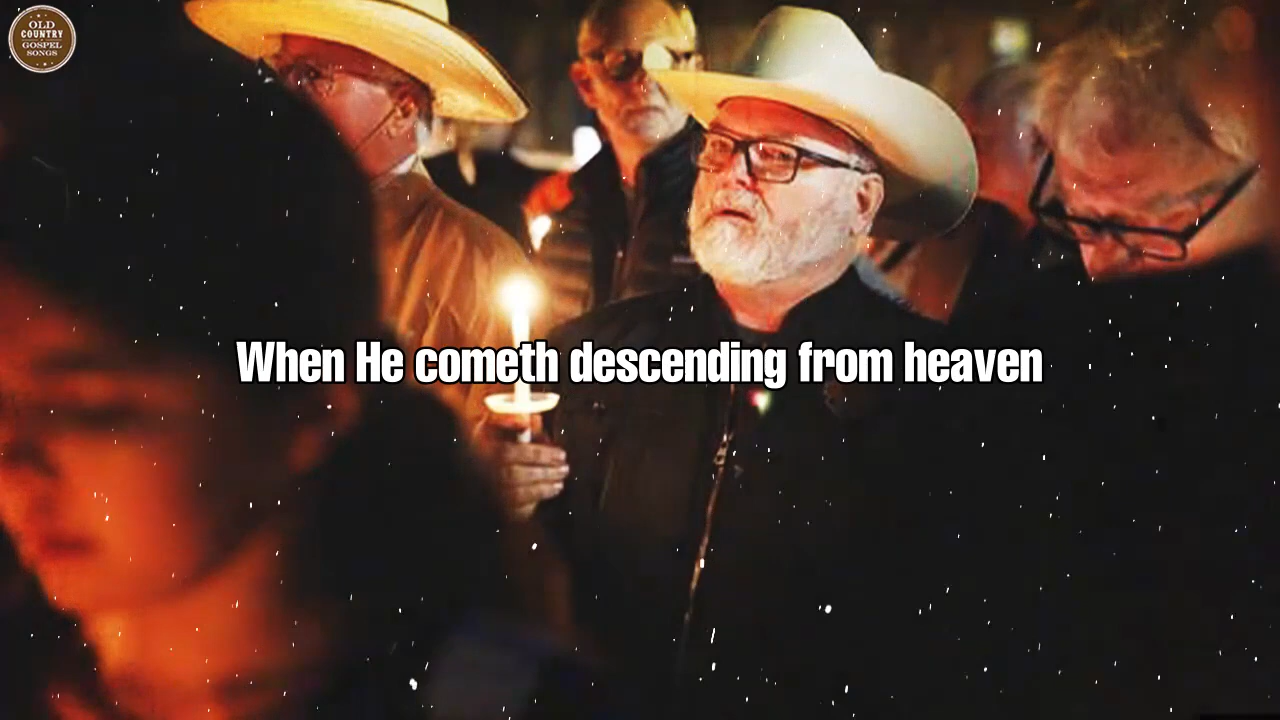 OLD
COUNTRY
GOSPEL
SONGS
When He cometh descending from heaven